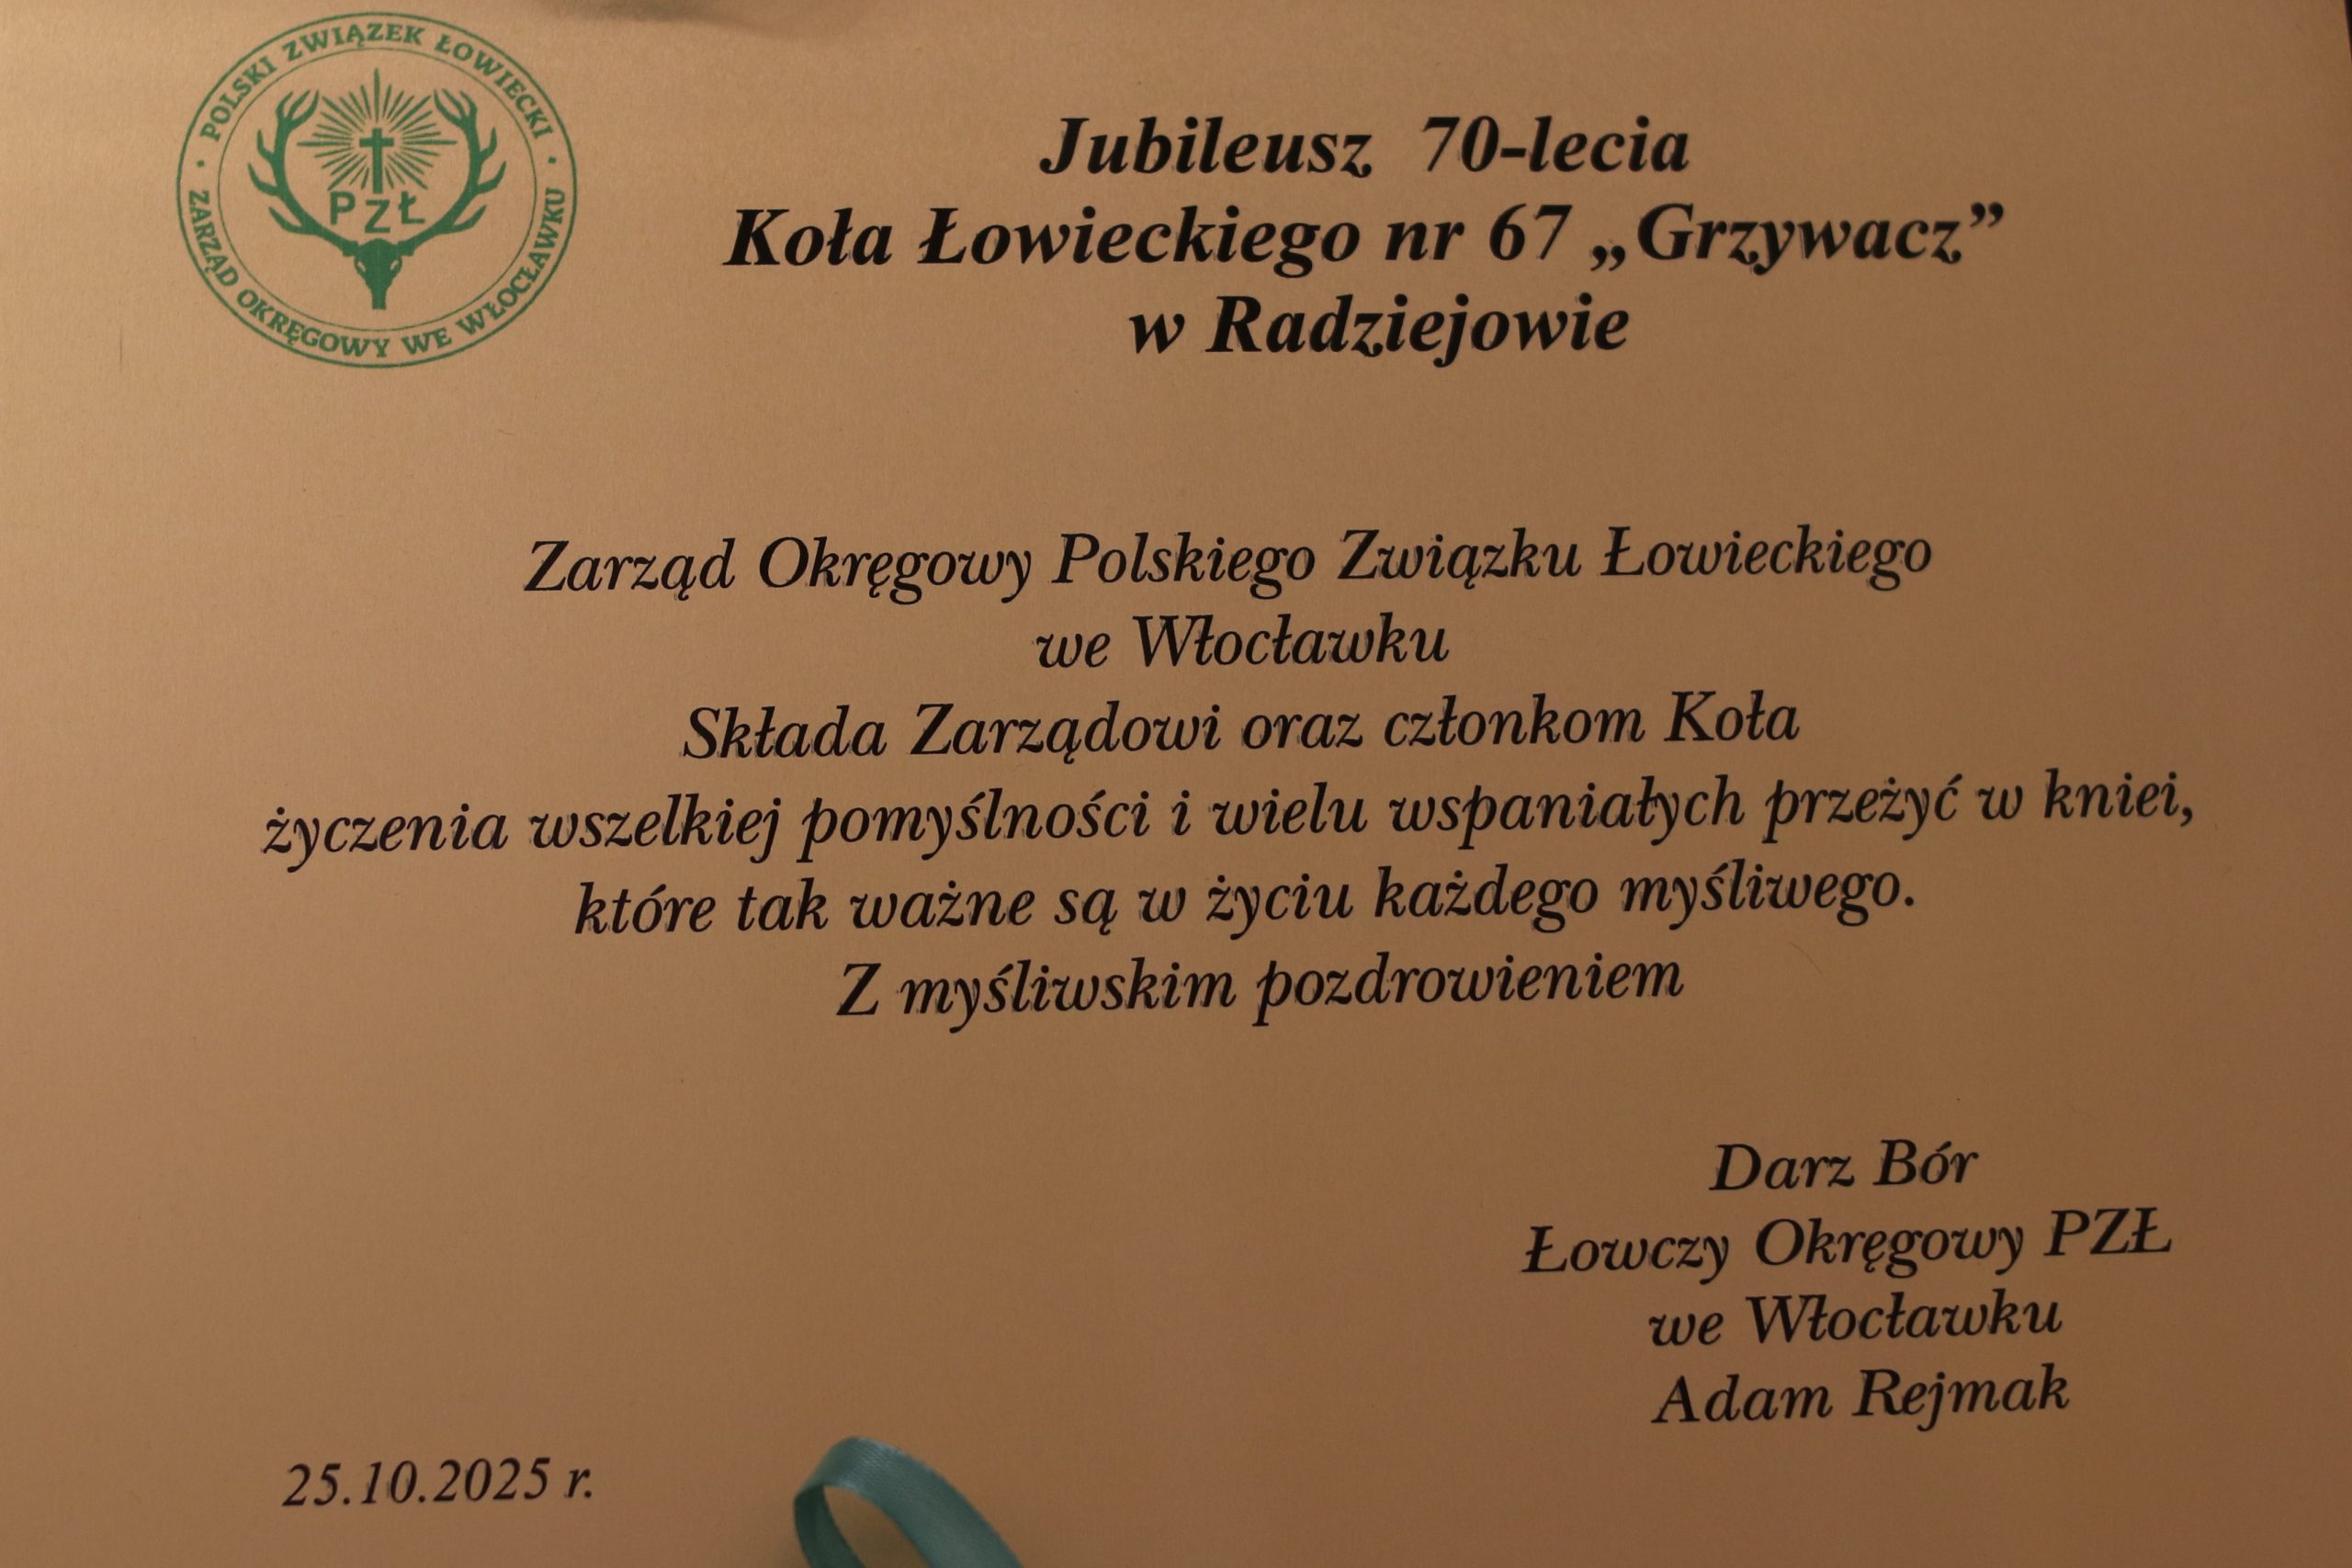 POLSKI ZWIĄZEK ŁOWIECKI
PZŁ
ZARZĄD OKRĘGOWY WE WŁOCŁAWKU
Jubileusz 70-lecia
Koła Łowieckiego nr 67 „Grzywacz”
w Radziejowie
Zarząd Okręgowy Polskiego Związku Łowieckiego
we Włocławku
Składa Zarządowi oraz członkom Koła
życzenia wszelkiej pomyślności i wielu wspaniałych przeżyć w kniei,
które tak ważne są w życiu każdego myśliwego.
Z myśliwskim pozdrowieniem
Darz Bór
Łowczy Okręgowy PZŁ
we Włocławku
Adam Rejmak
25.10.2025 r.